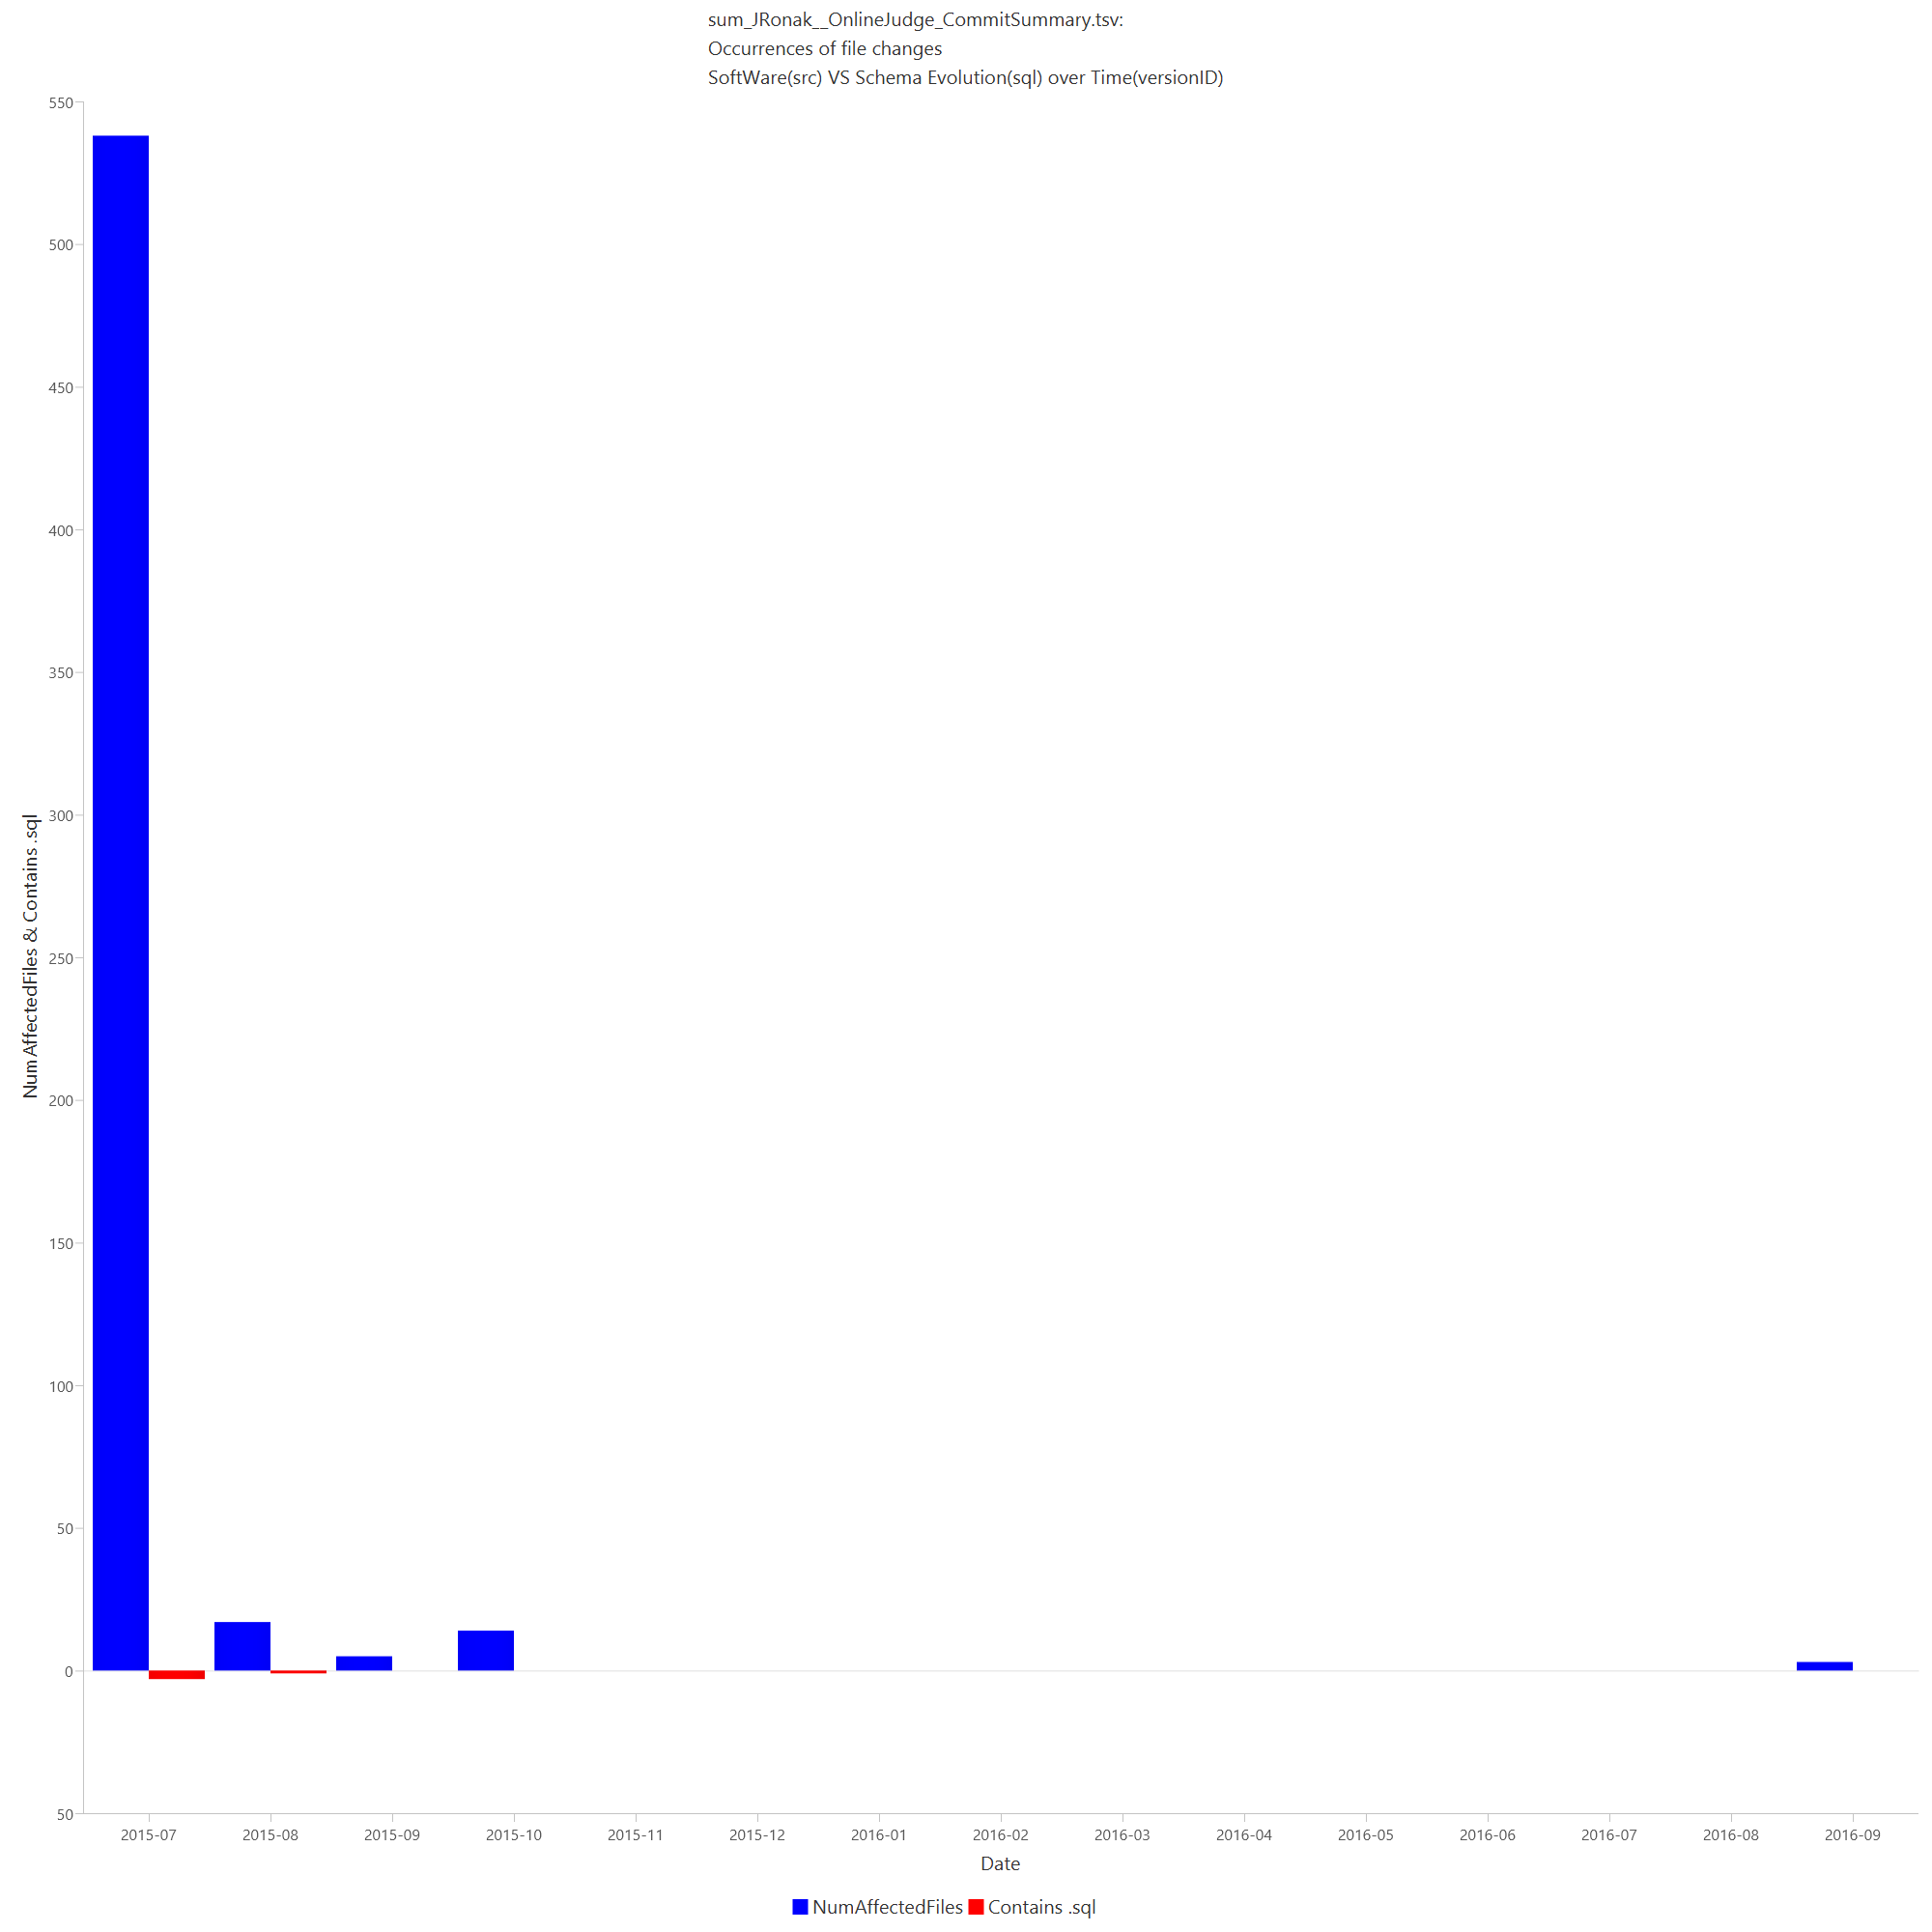 sum_JRonak__OnlineJudge_CommitSummary.tsv:
Occurrences of file changes
SoftWare(src) VS Schema Evolution(sql) over Time(versionID)
NumAffectedFiles & Contains .sql
550
500
450
400
350
300
250
200
150
100
50
0
50
2015-07 2015-08 2015-09 2015-10 2015-11 2015-12 2016-01 2016-02 2016-03 2016-04 2016-05 2016-06 2016-07 2016-08 2016-09
Date
NumAffectedFiles Contains .sql